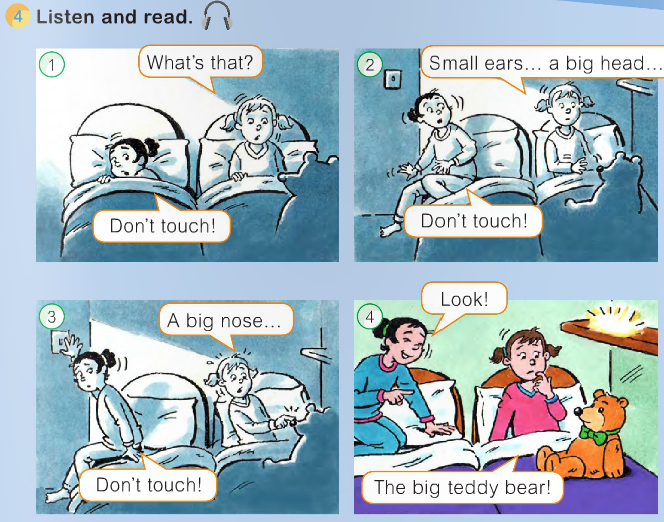 4 Listen and read.
1
What's that?
Don't touch!
2
Small ears... a big head...
Don't touch!
3
A big nose...
Don't touch!
4
Look!
The big teddy bear!